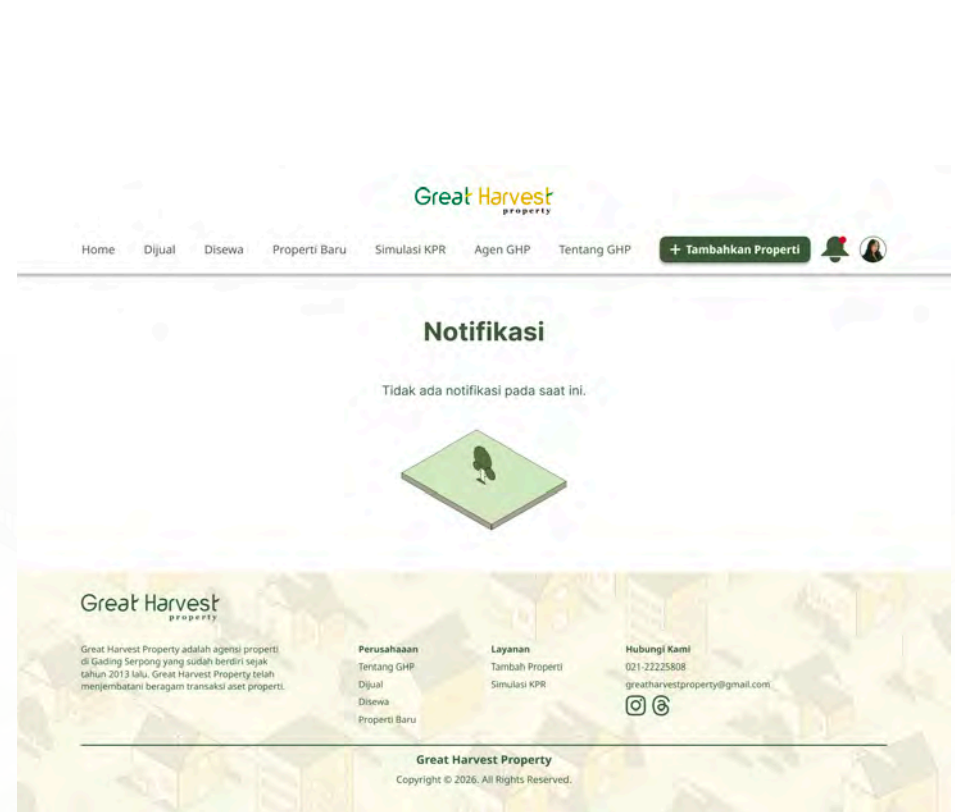 Great Harvest
property
Home Dijual Disewa Properti Baru Simulasi KPR Agen GHP Tentang GHP + Tambahkan Properti
Notifikasi
Tidak ada notifikasi pada saat ini.
Great Harvest
property
Great Harvest Property adalah agensi properti
di Gading Serpong yang sudah berdiri sejak
tahun 2013 lalu. Great Harvest Property telah
menjembatani beragam transaksi aset properti.
Perusahaaan
Tentang GHP
Dijual
Disewa
Properti Baru
Layanan
Tambah Properti
Simulasi KPR
Hubungi Kami
021-22225808
greatharvestproperty@gmail.com
Great Harvest Property
Copyright © 2026. All Rights Reserved.